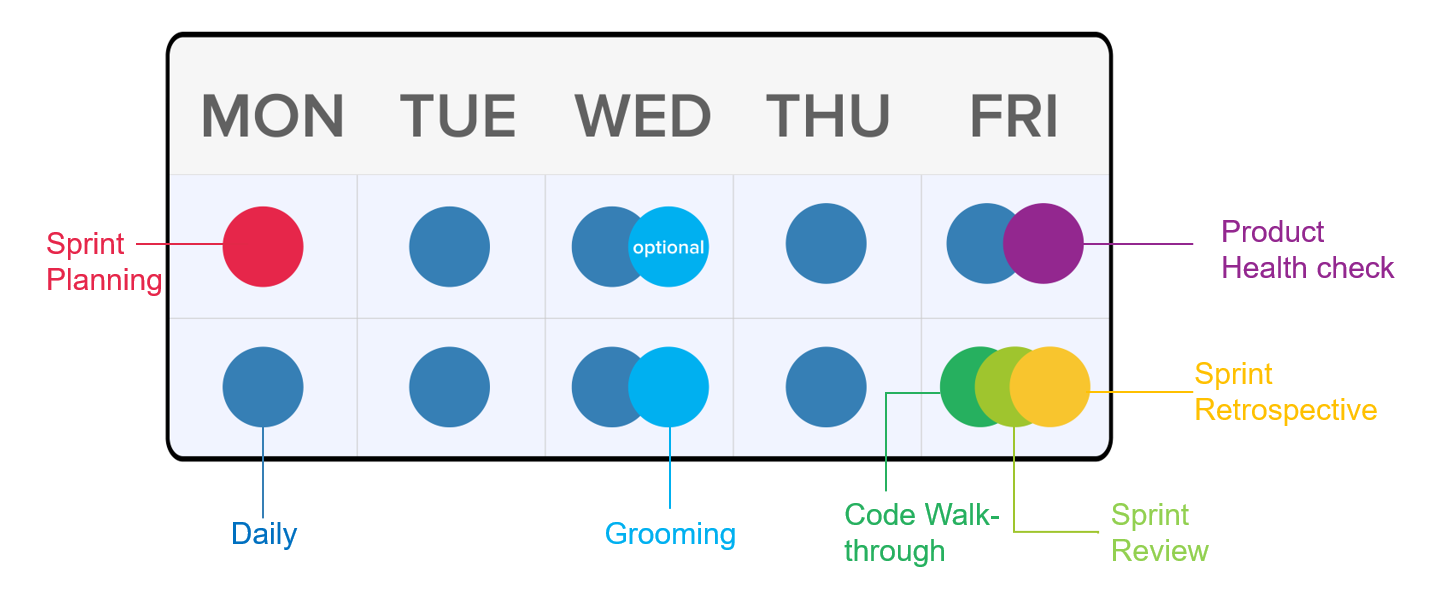 MON TUE WED THU FRI
Sprint
Planning
optional
Product
Health check
Sprint
Retrospective
Daily
Grooming
Code Walk-
through
Sprint
Review